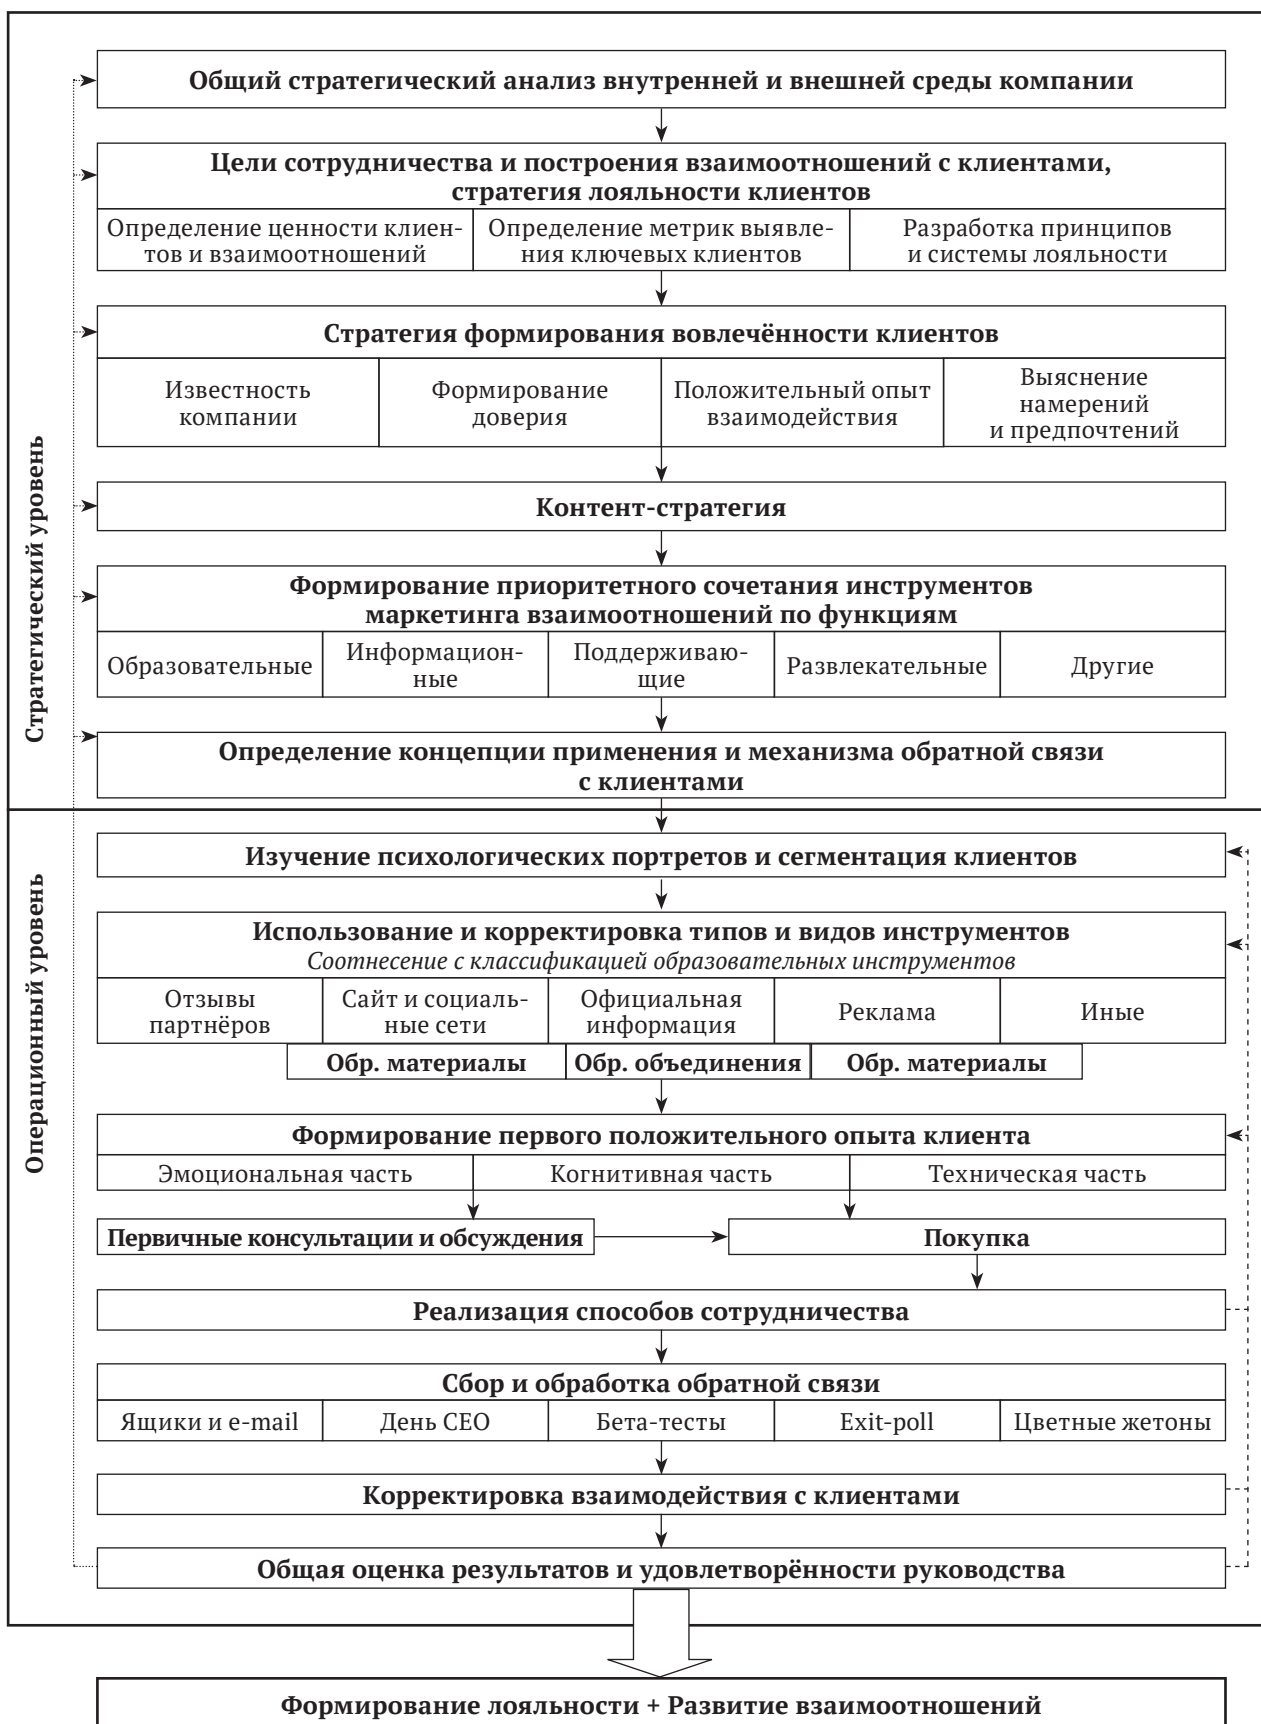 Стратегический уровень
Общий стратегический анализ внутренней и внешней среды компании
Цели сотрудничества и построения взаимоотношений с клиентами,
стратегия лояльности клиентов
Определение ценности клиен-
тов и взаимоотношений
Определение метрик выявле-
ния ключевых клиентов
Разработка принципов
и системы лояльности
Стратегия формирования вовлечённости клиентов
Известность
компании
Формирование
доверия
Положительный опыт
взаимодействия
Выяснение
намерений
и предпочтений
Контент-стратегия
Формирование приоритетного сочетания инструментов
маркетинга взаимоотношений по функциям
Образовательные
Информацион-
ные
Поддерживаю-
щие
Развлекательные
Другие
Определение концепции применения и механизма обратной связи
с клиентами
Операционный уровень
Изучение психологических портретов и сегментация клиентов
Использование и корректировка типов и видов инструментов
Соотнесение с классификацией образовательных инструментов
Отзывы
партнёров
Сайт и социаль-
ные сети
Официальная
информация
Реклама
Иные
Обр. материалы
Обр. объединения
Обр. материалы
Формирование первого положительного опыта клиента
Эмоциональная часть
Когнитивная часть
Техническая часть
Первичные консультации и обсуждения
Покупка
Реализация способов сотрудничества
Сбор и обработка обратной связи
Ящики и e-mail
День CEO
Бета-тесты
Exit-poll
Цветные жетоны
Корректировка взаимодействия с клиентами
Общая оценка результатов и удовлетворённости руководства
Формирование лояльности + Развитие взаимоотношений